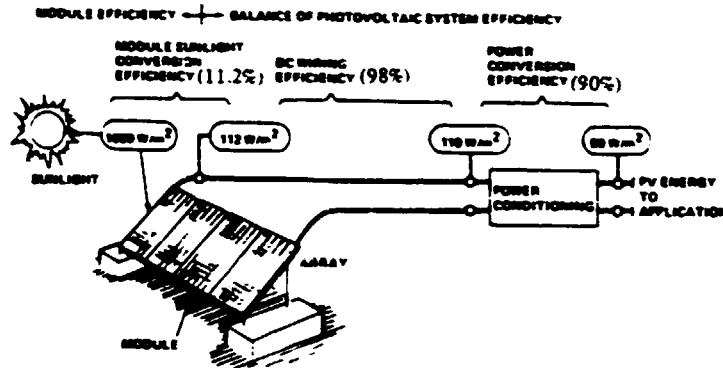 MODULE EFFICIENCY
BALANCE OF PHOTOVOLTAIC SYSTEM EFFICIENCY
MODULE SUNLIGHT
CONVERSION
EFFICIENCY (11.2%)
DC WIRING
EFFICIENCY (98%)
POWER
CONVERSION
EFFICIENCY (90%)
1000 W/m²
112 W/m²
110 W/m²
W/m²
SUNLIGHT
POWER
CONDITIONING
PV ENERGY
TO
APPLICATION
ARRAY
MODULE